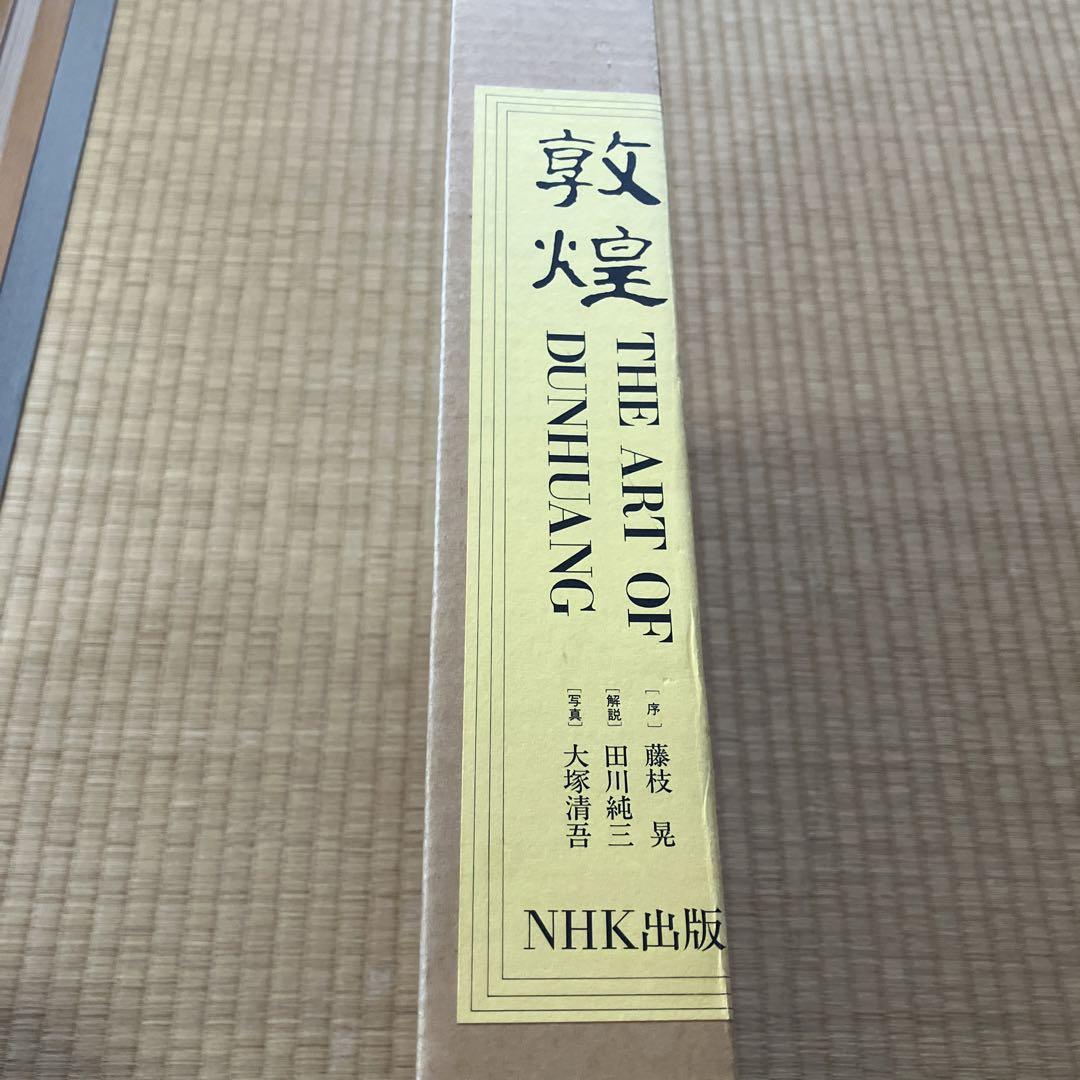 敦煌
THE ART OF
DUNHUANG
[序] 藤枝 晃
[解説] 田川純三
[写真] 大塚清吾
NHK出版